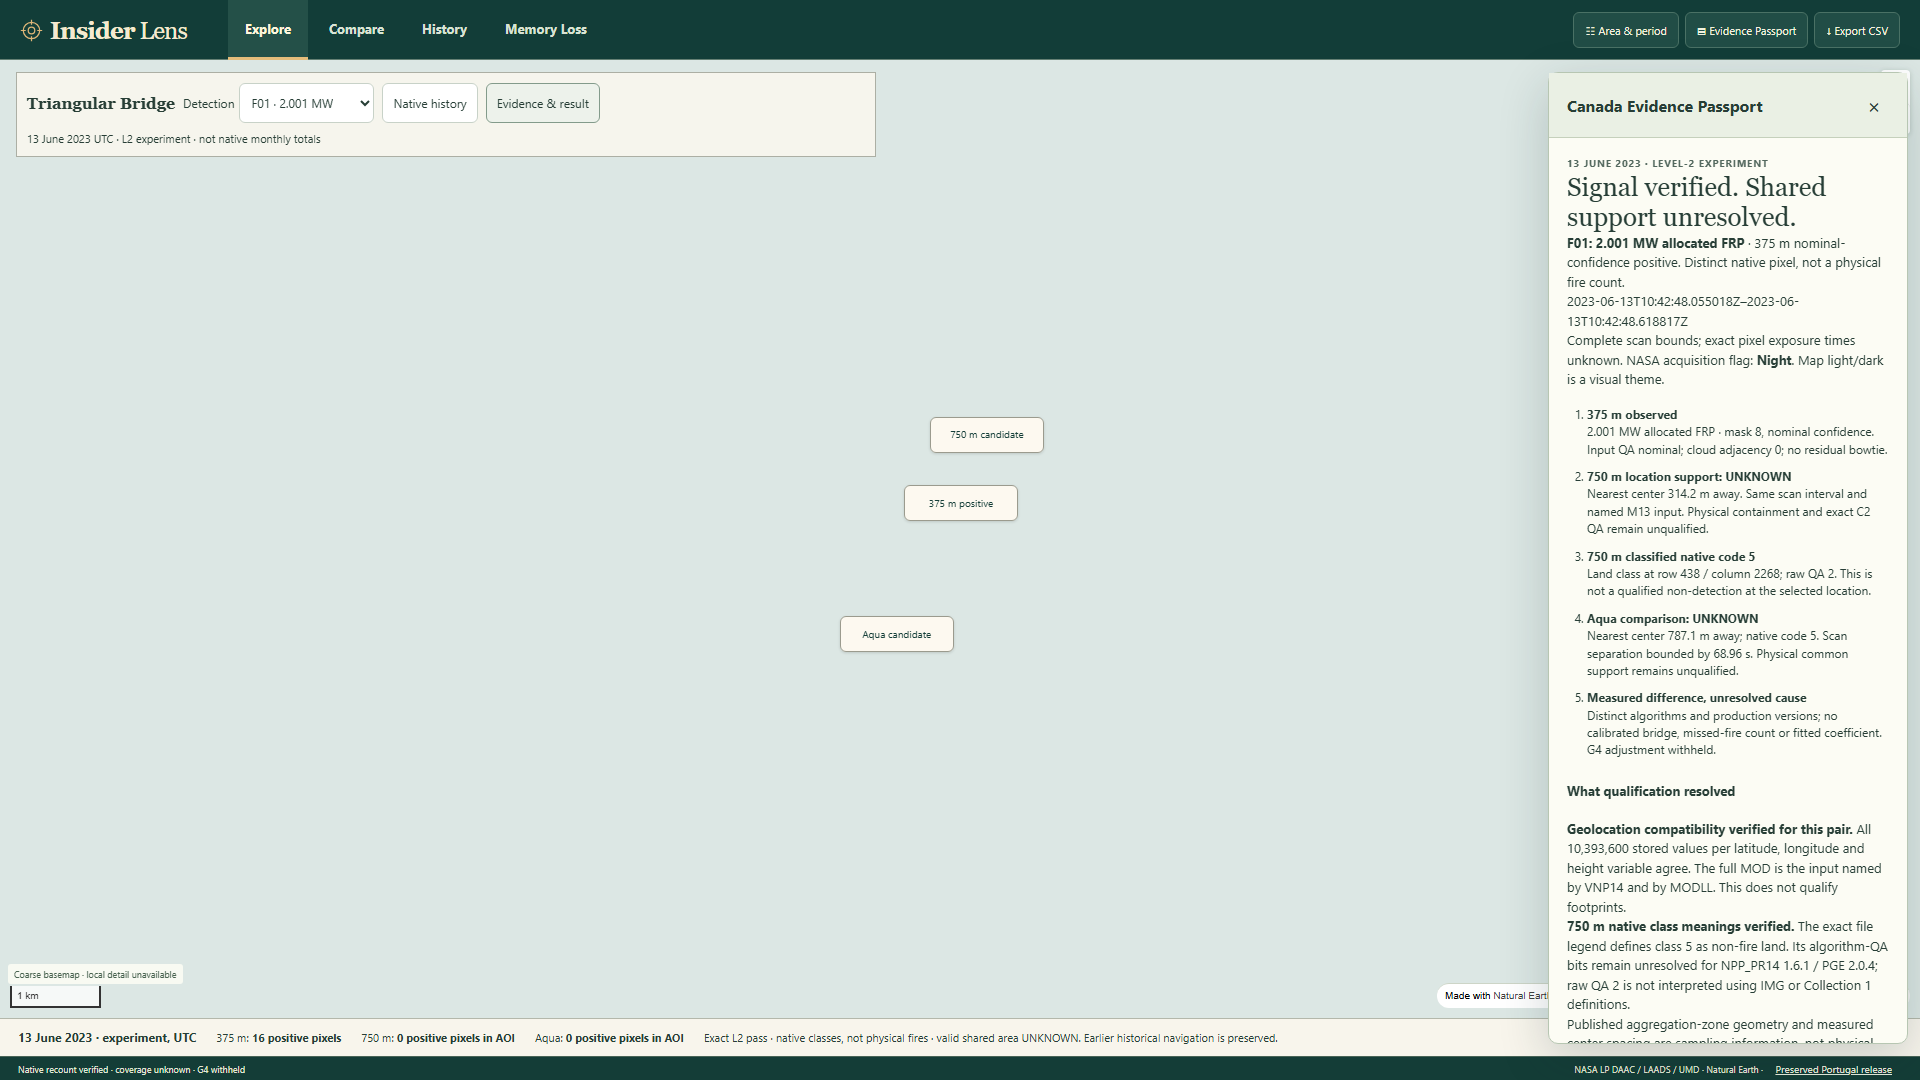 Insider Lens
Explore
Compare
History
Memory Loss
Area & period
Evidence Passport
↓ Export CSV
Triangular Bridge
Detection
F01 · 2.001 MW
Native history
Evidence & result
13 June 2023 UTC · L2 experiment · not native monthly totals
750 m candidate
375 m positive
Aqua candidate
Coarse basemap · local detail unavailable
1 km
Made with Natural Eart
Canada Evidence Passport
×
13 JUNE 2023 · LEVEL-2 EXPERIMENT
Signal verified. Shared
support unresolved.
F01: 2.001 MW allocated FRP · 375 m nominal-
confidence positive. Distinct native pixel, not a physical
fire count.
2023-06-13T10:42:48.055018Z–2023-06-
13T10:42:48.618817Z
Complete scan bounds; exact pixel exposure times
unknown. NASA acquisition flag: Night. Map light/dark
is a visual theme.
1. 375 m observed
2.001 MW allocated FRP · mask 8, nominal confidence.
Input QA nominal; cloud adjacency 0; no residual bowtie.
2. 750 m location support: UNKNOWN
Nearest center 314.2 m away. Same scan interval and
named M13 input. Physical containment and exact C2
QA remain unqualified.
3. 750 m classified native code 5
Land class at row 438 / column 2268; raw QA 2. This is
not a qualified non-detection at the selected location.
4. Aqua comparison: UNKNOWN
Nearest center 787.1 m away; native code 5. Scan
separation bounded by 68.96 s. Physical common
support remains unqualified.
5. Measured difference, unresolved cause
Distinct algorithms and production versions; no
calibrated bridge, missed-fire count or fitted coefficient.
G4 adjustment withheld.
What qualification resolved
Geolocation compatibility verified for this pair. All
10,393,600 stored values per latitude, longitude and
height variable agree. The full MOD is the input named
by VNP14 and by MODLL. This does not qualify
footprints.
750 m native class meanings verified. The exact file
legend defines class 5 as non-fire land. Its algorithm-QA
bits remain unresolved for NPP_PR14 1.6.1 / PGE 2.0.4;
raw QA 2 is not interpreted using IMG or Collection 1
definitions.
Published aggregation-zone geometry and measured
center spacing are sampling information, not physical
13 June 2023 · experiment, UTC
375 m: 16 positive pixels
750 m: 0 positive pixels in AOI
Aqua: 0 positive pixels in AOI
Exact L2 pass · native classes, not physical fires · valid shared area UNKNOWN. Earlier historical navigation is preserved.
Native recount verified · coverage unknown · G4 withheld
NASA LP DAAC / LAADS / UMD · Natural Earth ·
Preserved Portugal release